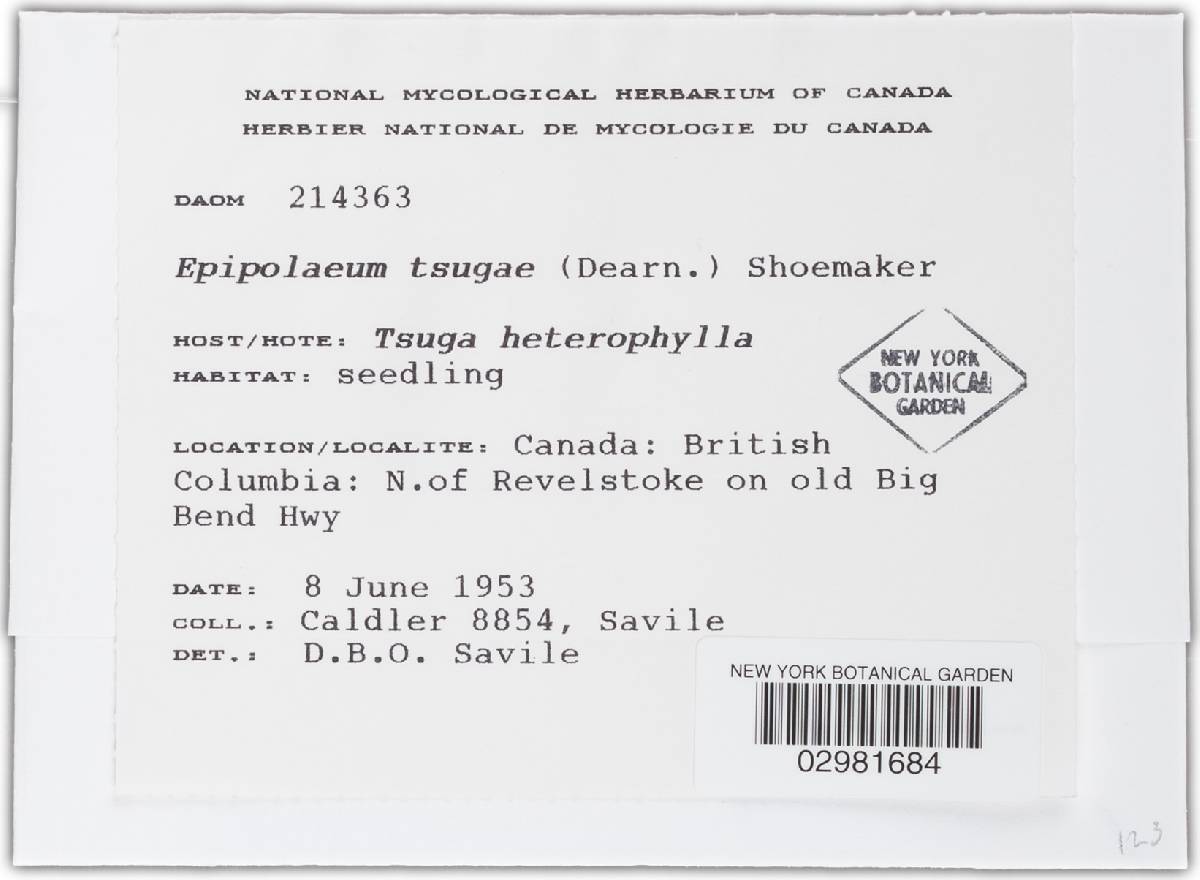 NATIONAL MYCOLOGICAL HERBARIUM OF CANADA
HERBIER NATIONAL DE MYCOLOGIE DU CANADA
DAOM 214363
Epipolaeum tsugae (Dearn.) Shoemaker
HOST/HOTE: Tsuga heterophylla
HABITAT: seedling
NEW YORK
BOTANICAL
GARDEN
LOCATION/LOCALITE: Canada: British
Columbia: N.of Revelstoke on old Big
Bend Hwy
DATE: 8 June 1953
COLL.: Caldler 8854, Savile
DET.: D.B.O. Savile
NEW YORK BOTANICAL GARDEN
02981684
123